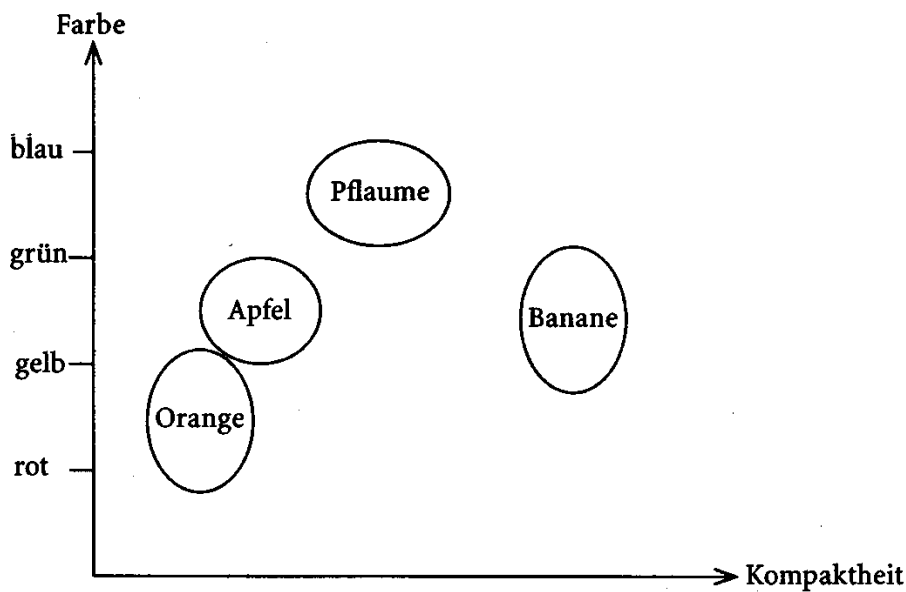 Farbe
blau
Pflaume
grün
Apfel
Banane
gelb
Orange
rot
Kompaktheit